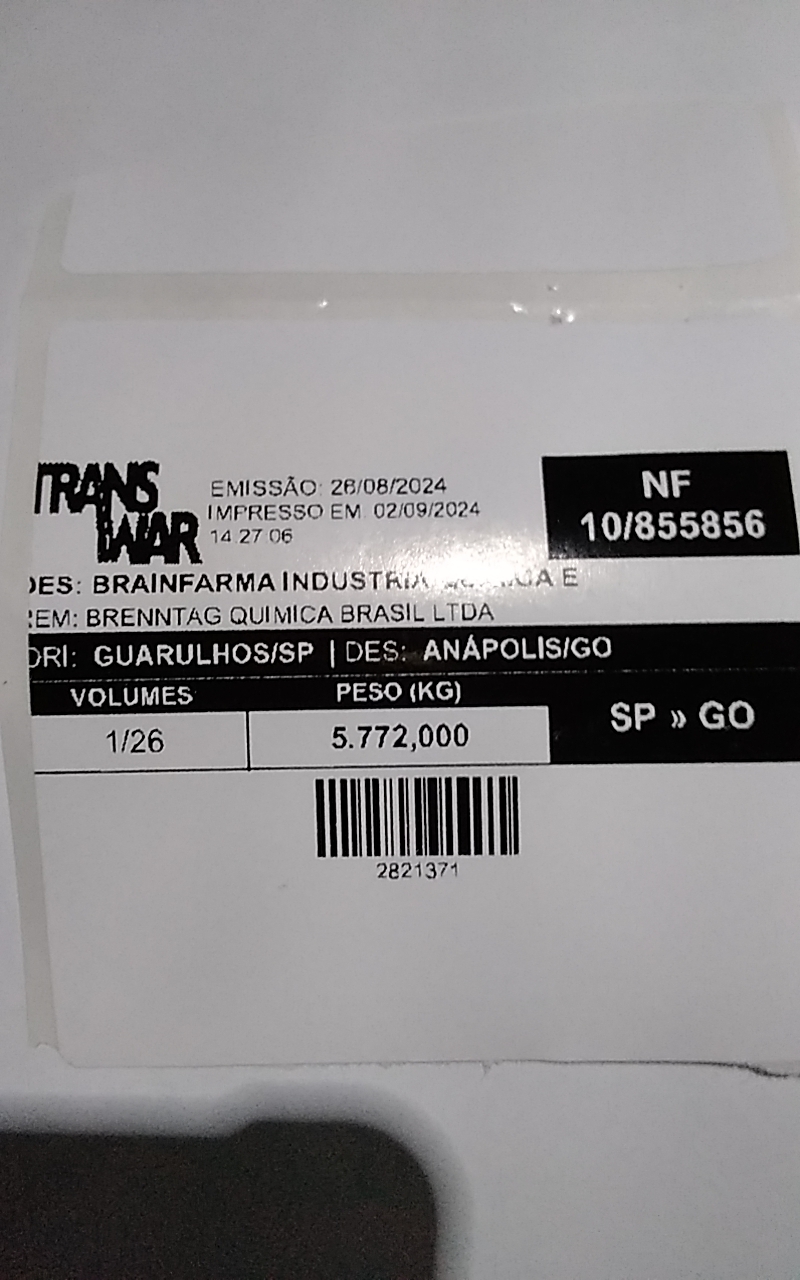 TRANS
WAR
EMISSÃO: 26/08/2024
IMPRESSO EM: 02/09/2024
14:27:06
NF
10/855856
DES: BRAINFARMA INDUSTRIA E
REM: BRENNTAG QUIMICA BRASIL LTDA
ORI: GUARULHOS/SP | DES: ANÁPOLIS/GO
VOLUMES PESO (KG)
1/26 5.772,000
SP » GO
2821371